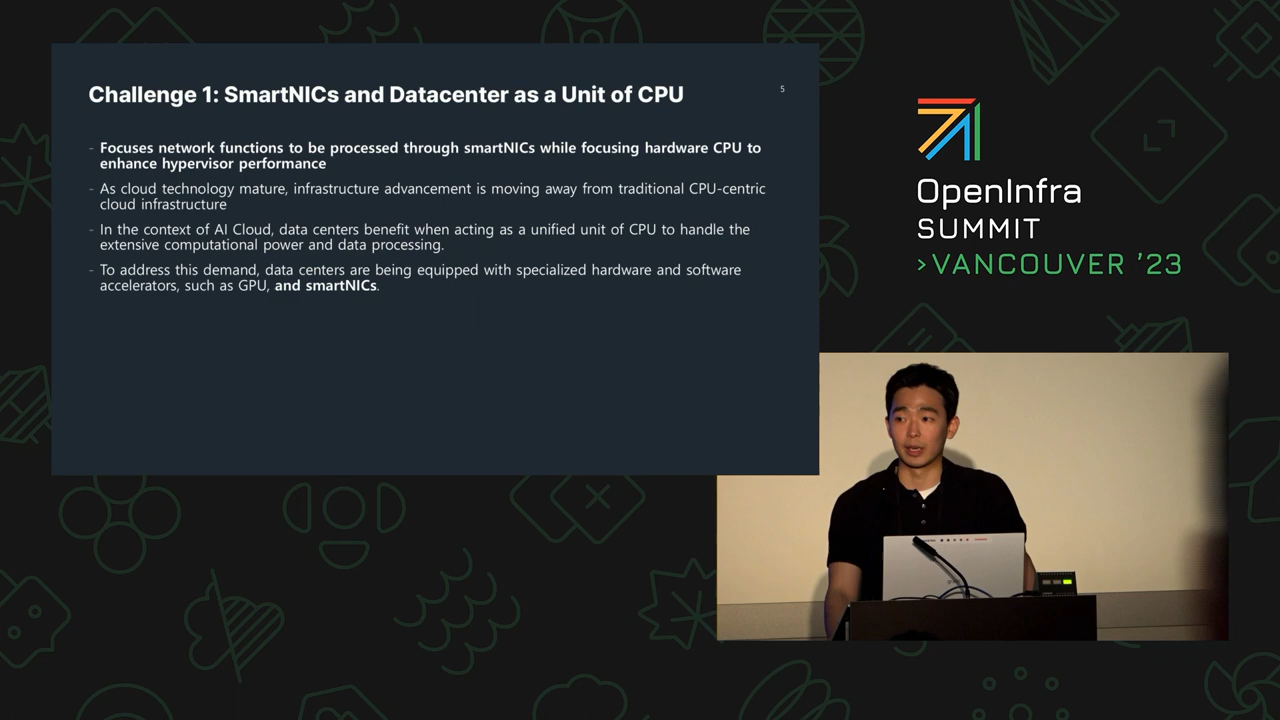 Challenge 1: SmartNICs and Datacenter as a Unit of CPU
5
- Focuses network functions to be processed through smartNICs while focusing hardware CPU to
enhance hypervisor performance
- As cloud technology mature, infrastructure advancement is moving away from traditional CPU-centric
cloud infrastructure
- In the context of AI Cloud, data centers benefit when acting as a unified unit of CPU to handle the
extensive computational power and data processing.
- To address this demand, data centers are being equipped with specialized hardware and software
accelerators, such as GPU, and smartNICs.
OpenInfra
SUMMIT
>VANCOUVER '23